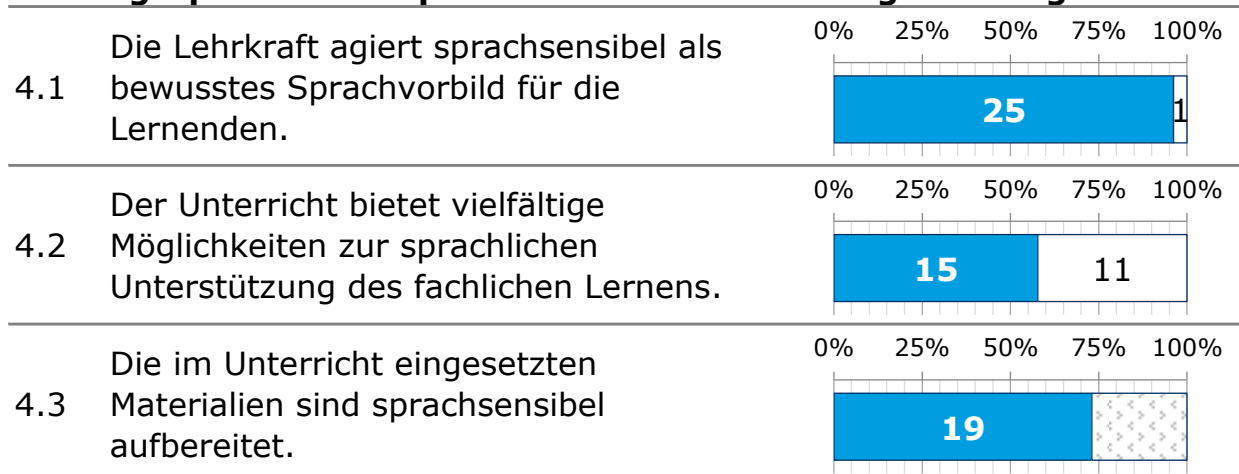 0% 25% 50% 75% 100%
Die Lehrkraft agiert sprachsensibel als
4.1 bewusstes Sprachvorbild für die
Lernenden.
25 1
0% 25% 50% 75% 100%
Der Unterricht bietet vielfältige
4.2 Möglichkeiten zur sprachlichen
Unterstützung des fachlichen Lernens.
15 11
0% 25% 50% 75% 100%
Die im Unterricht eingesetzten
4.3 Materialien sind sprachsensibel
aufbereitet.
19